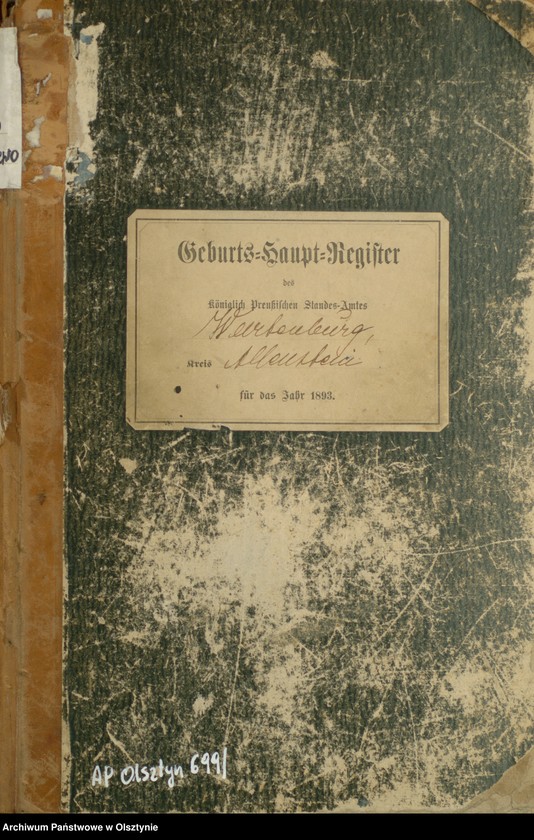 Geburts-Haupt-Register
des
Königlich Preußischen Standes-Amtes
Wartenburg,
Kreis Allenstein
für das Jahr 1893.
AP Olsztyn 699/
Archiwum Państwowe w Olsztynie